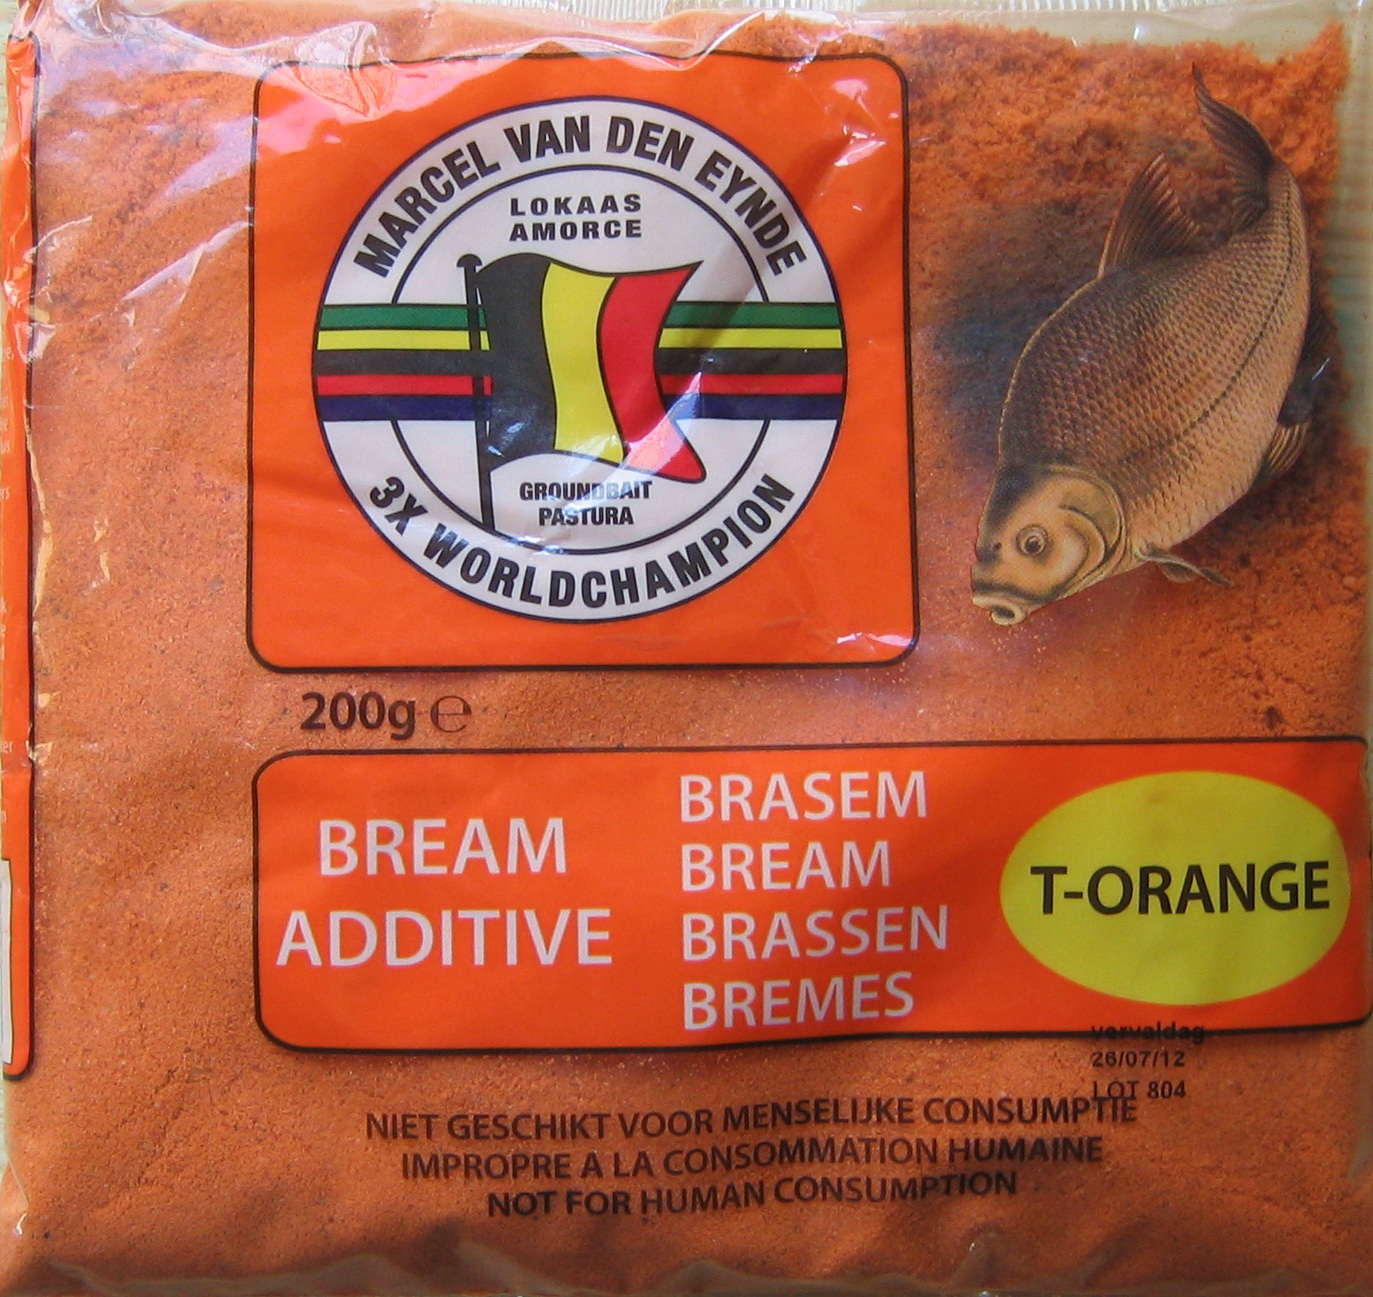 MARCEL VAN DEN EYNDE
LOKAAS
AMORCE
GROUNDBAIT
PASTURA
3X WORLDCHAMPION
200g ℮
BREAM
ADDITIVE
BRASEM
BREAM
BRASSEN
BREMES
T-ORANGE
vervaldag
26/07/12
LOT 804
NIET GESCHIKT VOOR MENSELIJKE CONSUMPTIE
IMPROPRE A LA CONSOMMATION HUMAINE
NOT FOR HUMAN CONSUMPTION